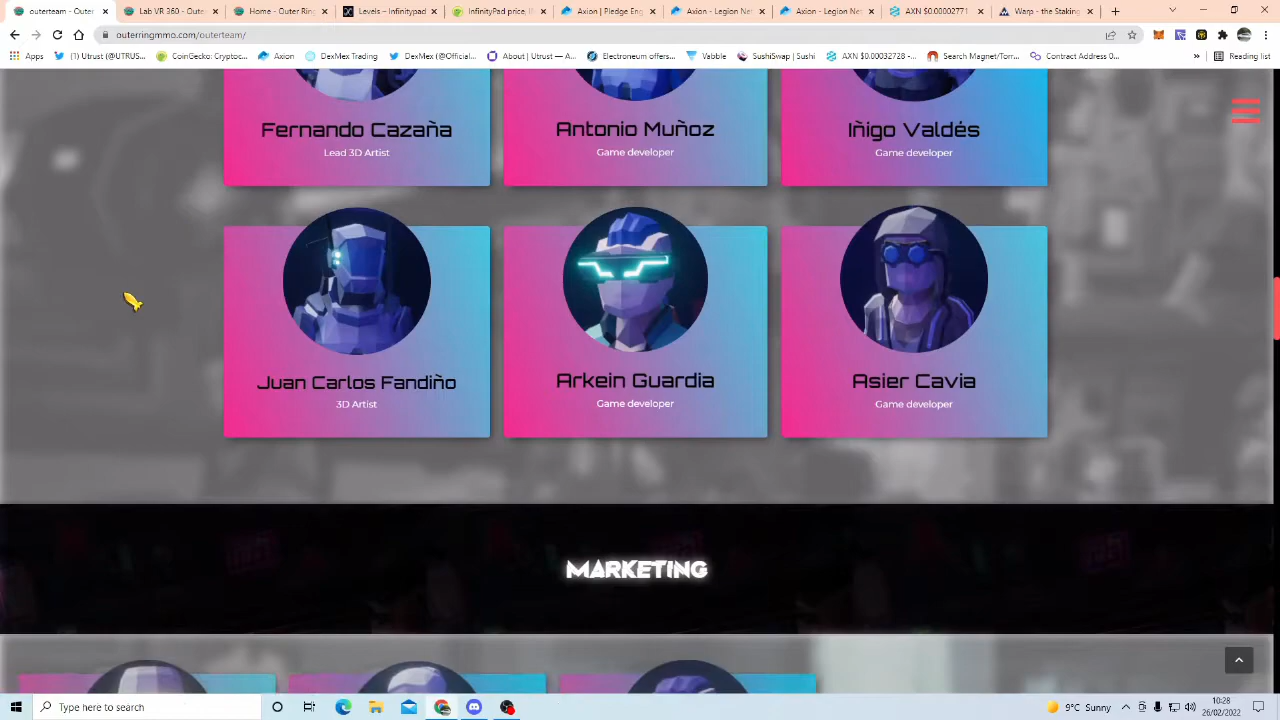 outerteam - Outer
Lab VR 360 - Oute
Home - Outer Rin
Levels – Infinitypad
InfinityPad price, I
Axion | Pledge En
Axion - Legion Ne
Axion - Legion Ne
AXN $0.00002771
Warp - the Staking
outerringmmo.com/outerteam/
Apps
(1) Utrust (@UTRUS...
CoinGecko: Cryptoc...
Axion
DexMex Trading
DexMex (@Official...
About | Utrust — A...
Electroneum offers...
Vabble
SushiSwap | Sushi
AXN $0.00032728 -...
Search Magnet/Torr...
Contract Address 0...
»
Reading list
Fernando Cazaña
Antonio Muñoz
Iñigo Valdés
Lead 3D Artist
Game developer
Game developer
Juan Carlos Fandiño
Arkein Guardia
Asier Cavia
3D Artist
Game developer
Game developer
MARKETING
Type here to search
9°C Sunny
10:28
26/02/2022